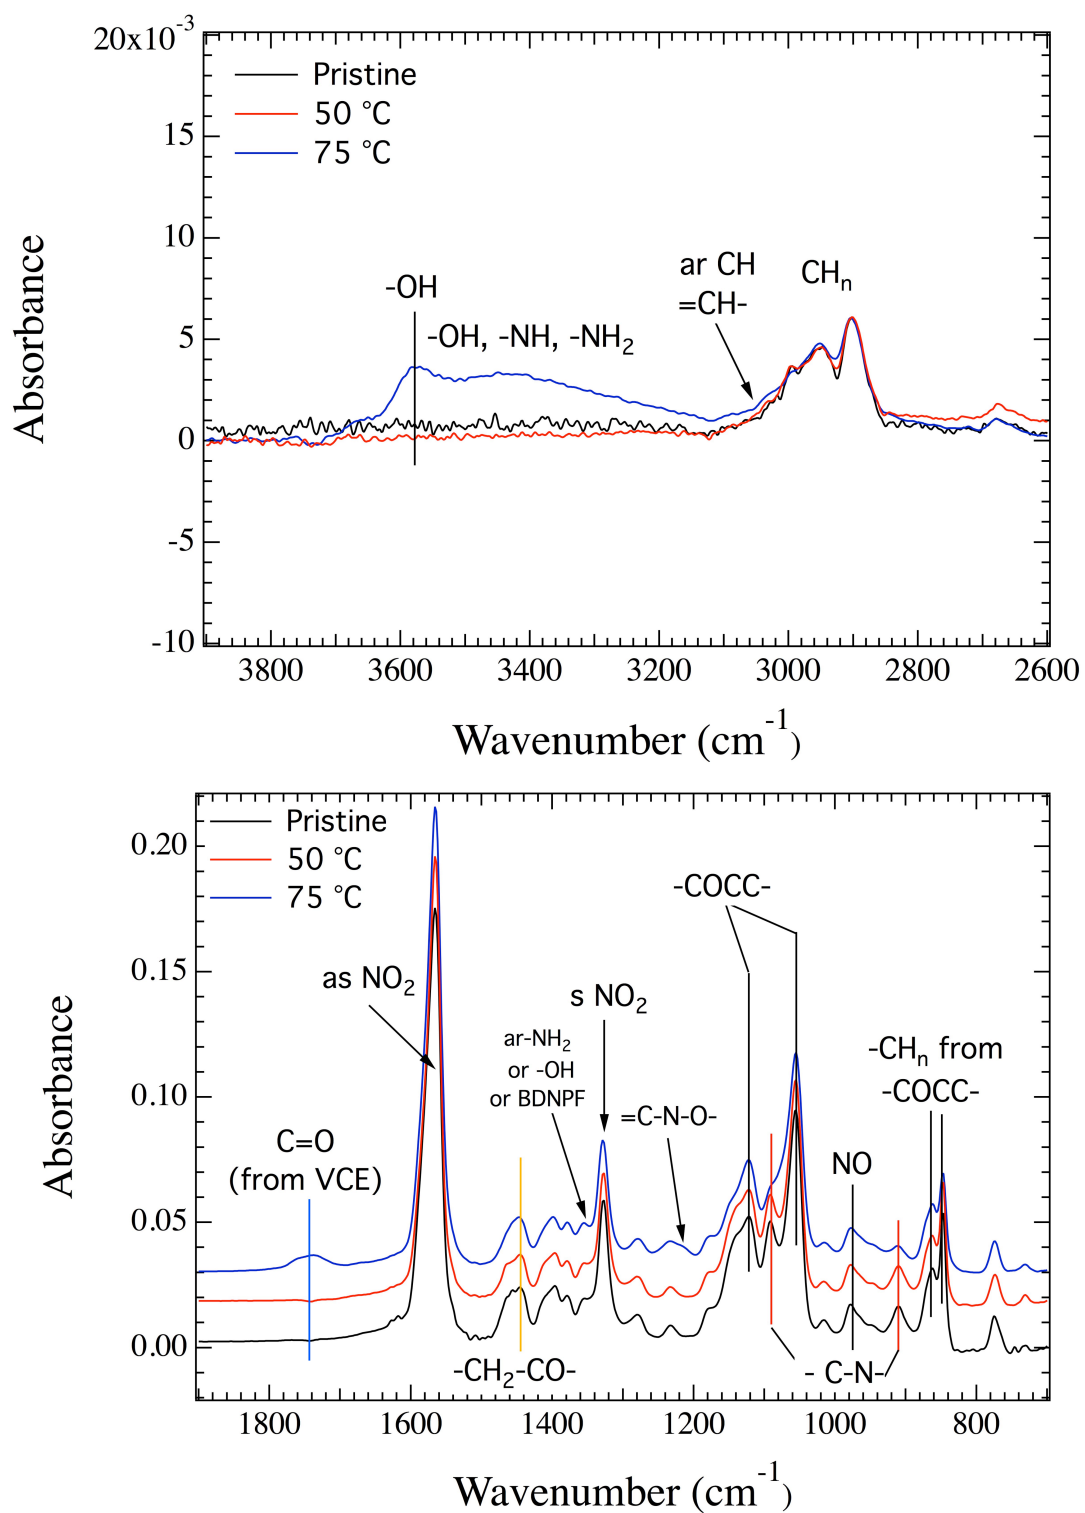 20x10⁻³
Pristine
50 °C
75 °C
15
10
5
0
-5
-10
Absorbance
-OH
-OH, -NH, -NH₂
ar CH
=CH-
CHₙ
3800 3600 3400 3200 3000 2800 2600
Wavenumber (cm⁻¹)
Pristine
50 °C
75 °C
0.20
0.15
0.10
0.05
0.00
Absorbance
as NO₂
C=O
(from VCE)
-CH₂-CO-
ar-NH₂
or -OH
or BDNPF
s NO₂
=C-N-O-
-COCC-
NO
- C-N-
-CHₙ from
-COCC-
1800 1600 1400 1200 1000 800
Wavenumber (cm⁻¹)